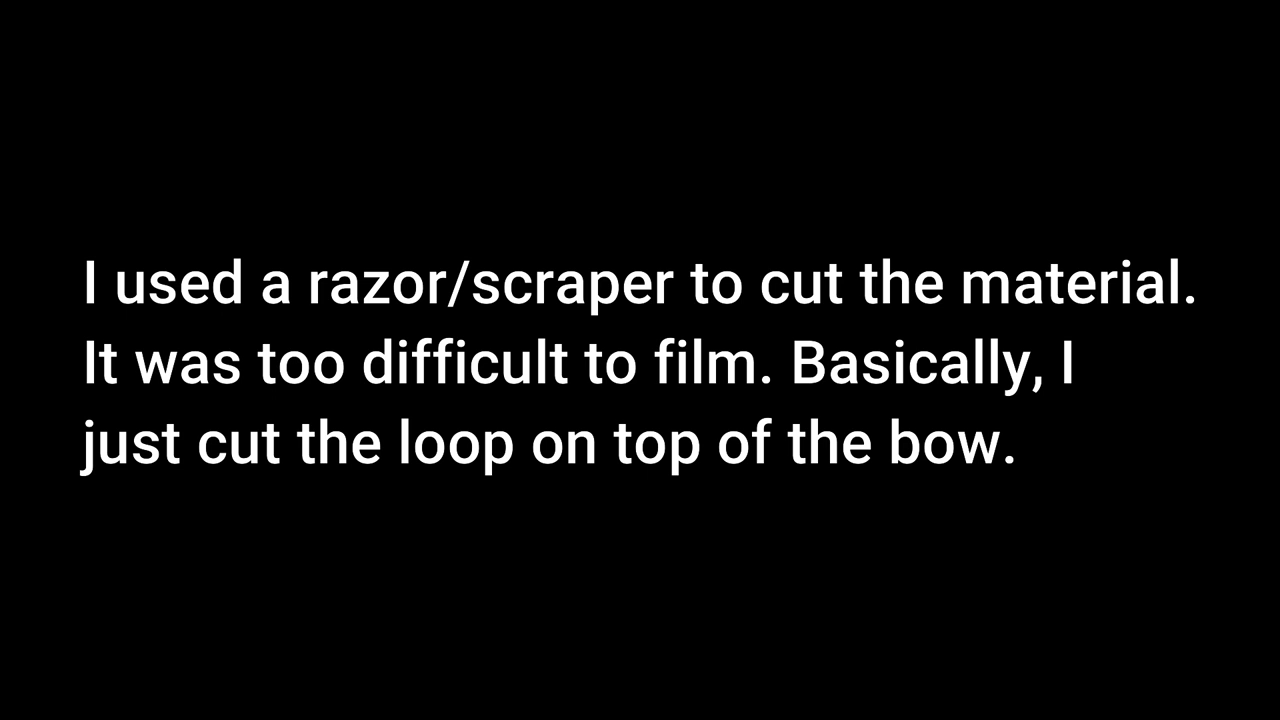 I used a razor/scraper to cut the material.
It was too difficult to film. Basically, I
just cut the loop on top of the bow.